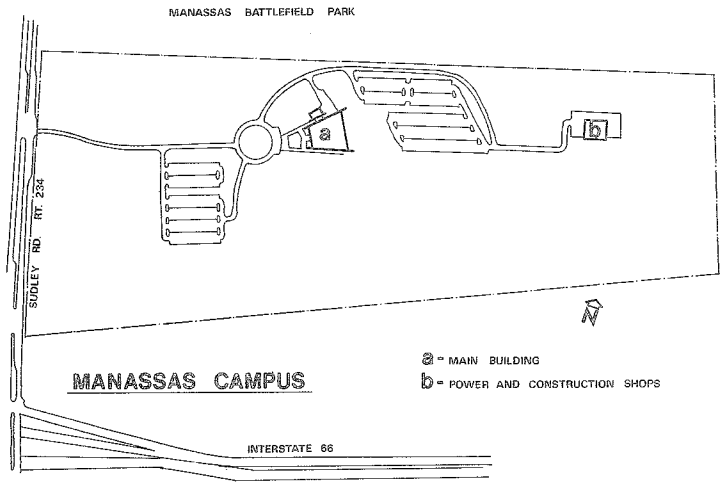 MANASSAS BATTLEFIELD PARK
a
b
SUDLEY RD. RT. 234
N
a - MAIN BUILDING
MANASSAS CAMPUS
b - POWER AND CONSTRUCTION SHOPS
INTERSTATE 66